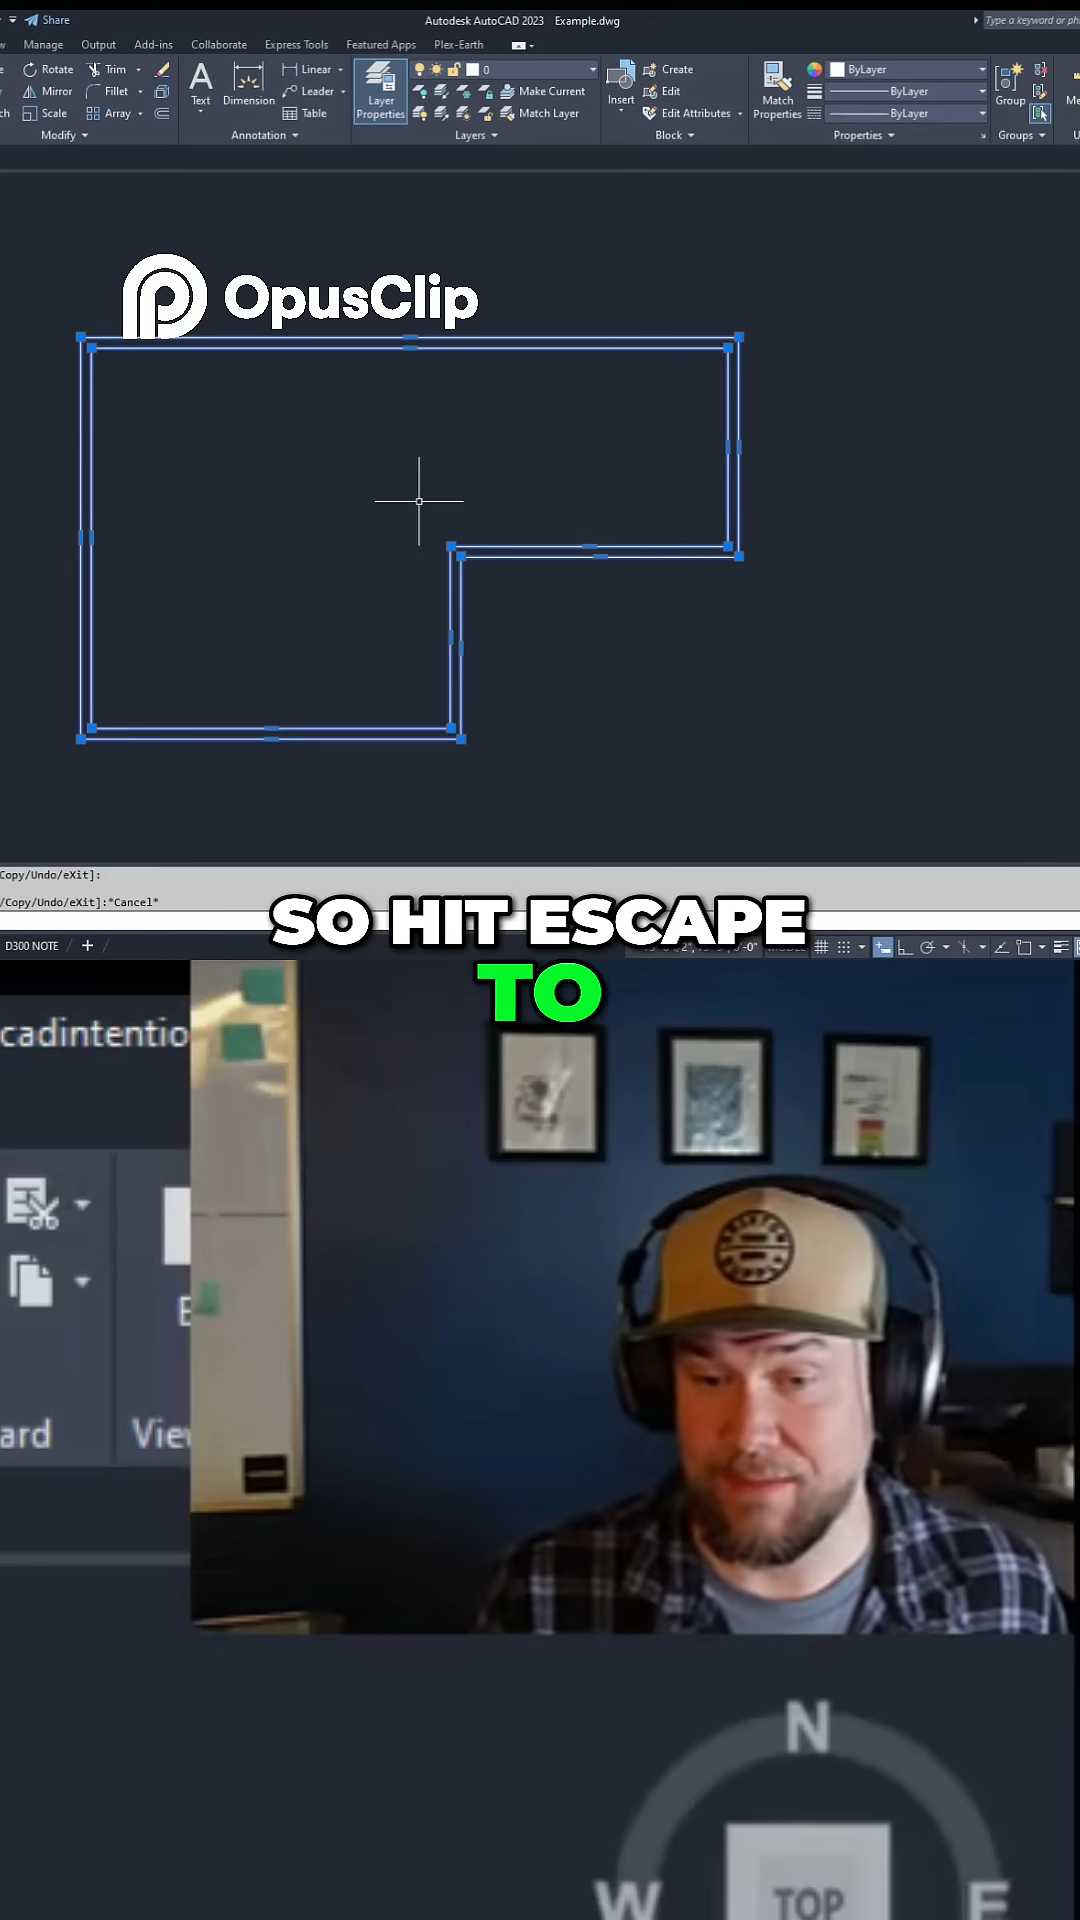 Share
Autodesk AutoCAD 2023 Example.dwg
Type a keyword or ph
Manage Output Add-ins Collaborate Express Tools Featured Apps Plex-Earth
Rotate Trim
Mirror Fillet
Scale Array
Modify
Text
Dimension
Linear
Leader
Table
Annotation
Layer
Properties
0
Make Current
Match Layer
Layers
Insert
Create
Edit
Edit Attributes
Block
Match
Properties
ByLayer
ByLayer
ByLayer
Properties
Group
Groups
OpusClip
Copy/Undo/eXit]:
/Copy/Undo/eXit]:*Cancel*
SO HIT ESCAPE
TO
D300 NOTE +
cadintention
ard
View
N
W
TOP
E